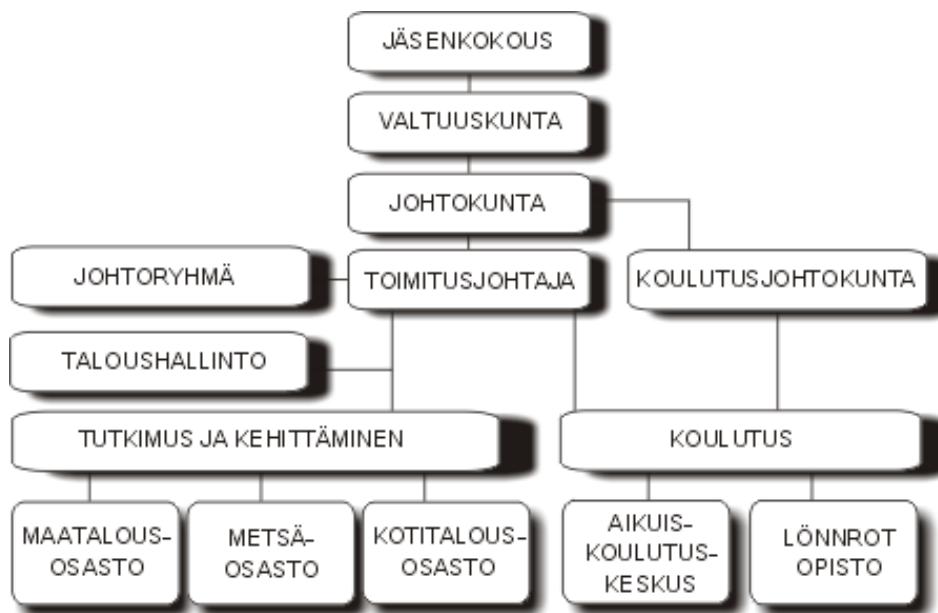 JÄSENKOKOUS
VALTUUSKUNTA
JOHTOKUNTA
JOHTORYHMÄ
TOIMITUSJOHTAJA
KOULUTUSJOHTOKUNTA
TALOUSHALLINTO
TUTKIMUS JA KEHITTÄMINEN
KOULUTUS
MAATALOUS-
OSASTO
METSÄ-
OSASTO
KOTITALOUS-
OSASTO
AIKUIS-
KOULUTUS-
KESKUS
LÖNNROT
OPISTO